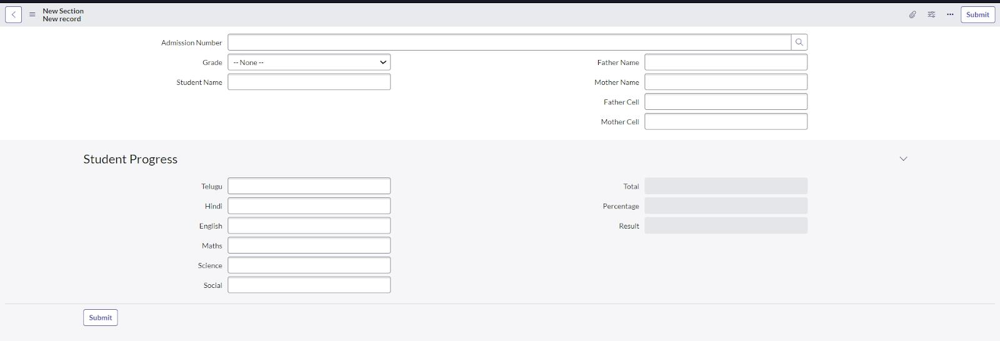 New Section
New record
Submit
Admission Number
Grade
-- None --
Student Name
Father Name
Mother Name
Father Cell
Mother Cell
Student Progress
Telugu
Hindi
English
Maths
Science
Social
Total
Percentage
Result
Submit